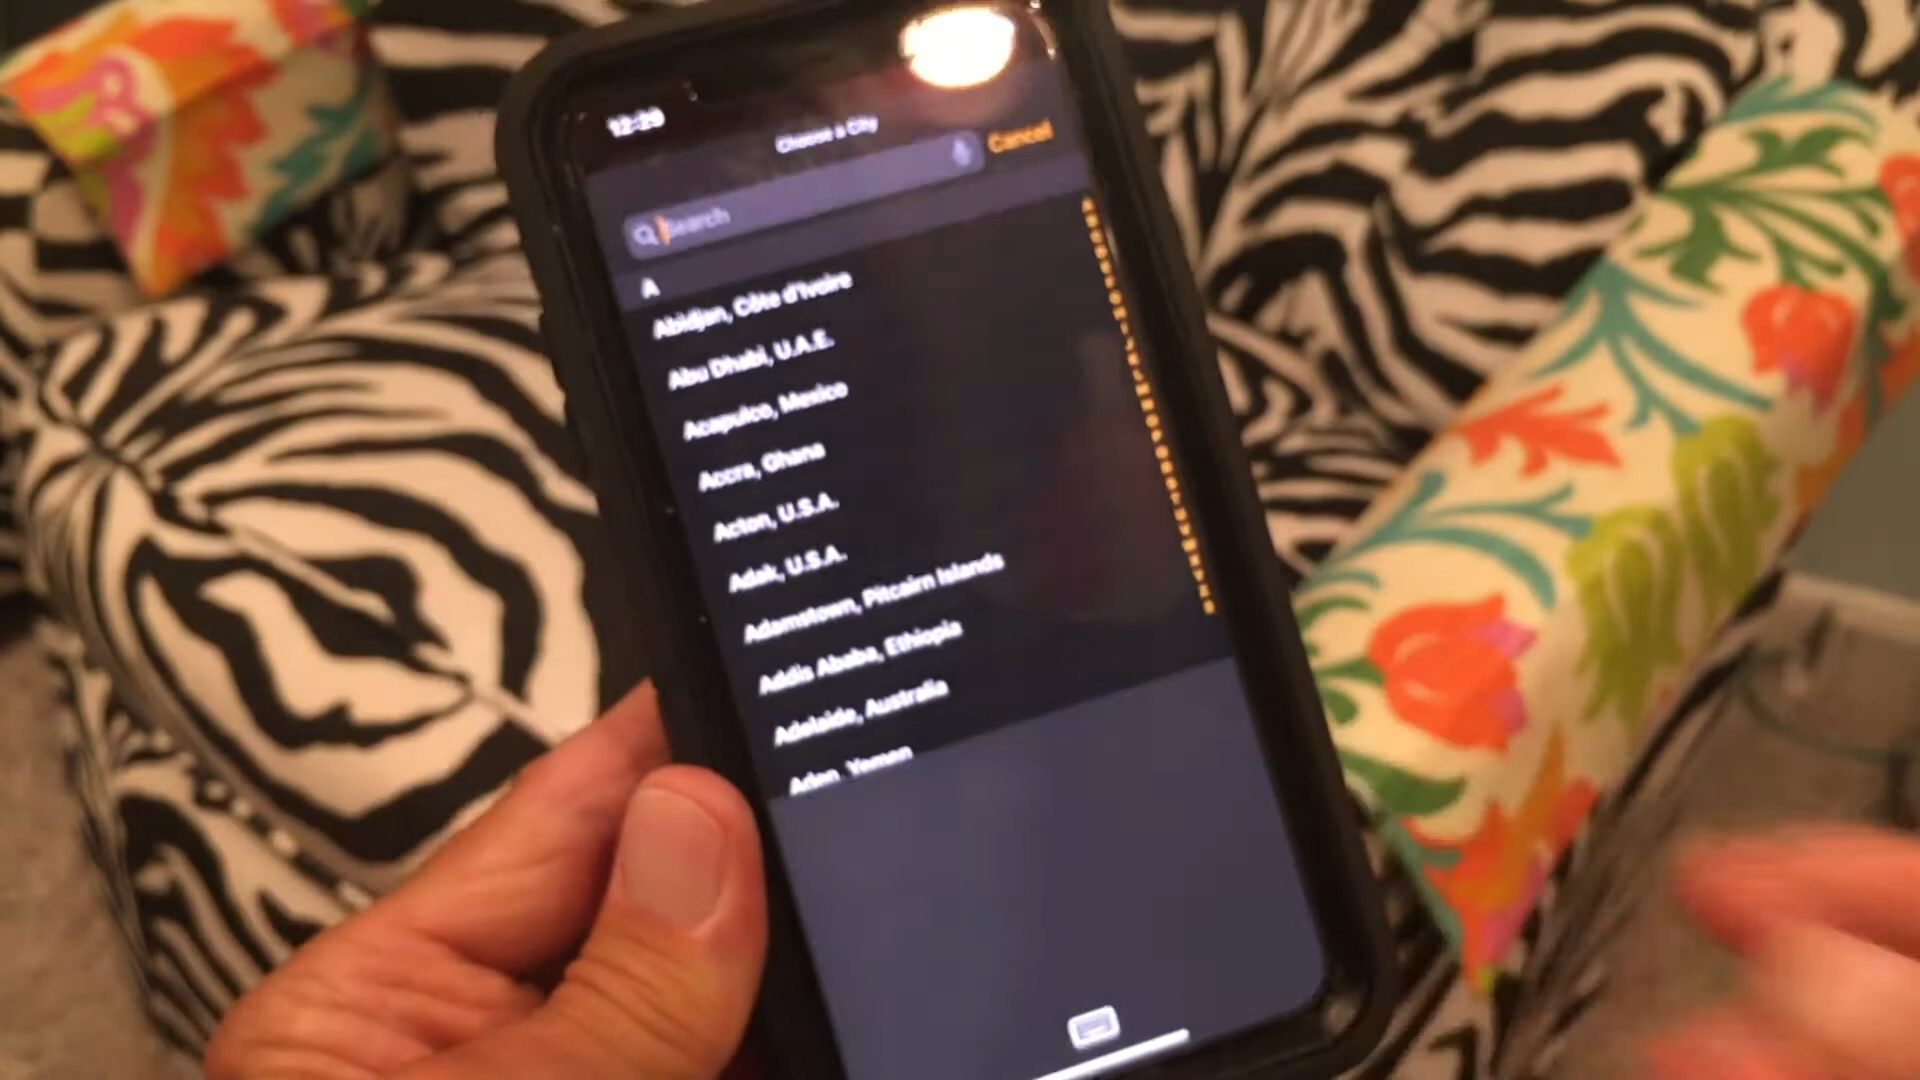 12:29
Choose a City
Search
Cancel
A
Abidjan, Côte d'Ivoire
Abu Dhabi, U.A.E.
Acapulco, Mexico
Accra, Ghana
Acton, U.S.A.
Adak, U.S.A.
Adamstown, Pitcairn Islands
Addis Ababa, Ethiopia
Adelaide, Australia
Aden, Yemen